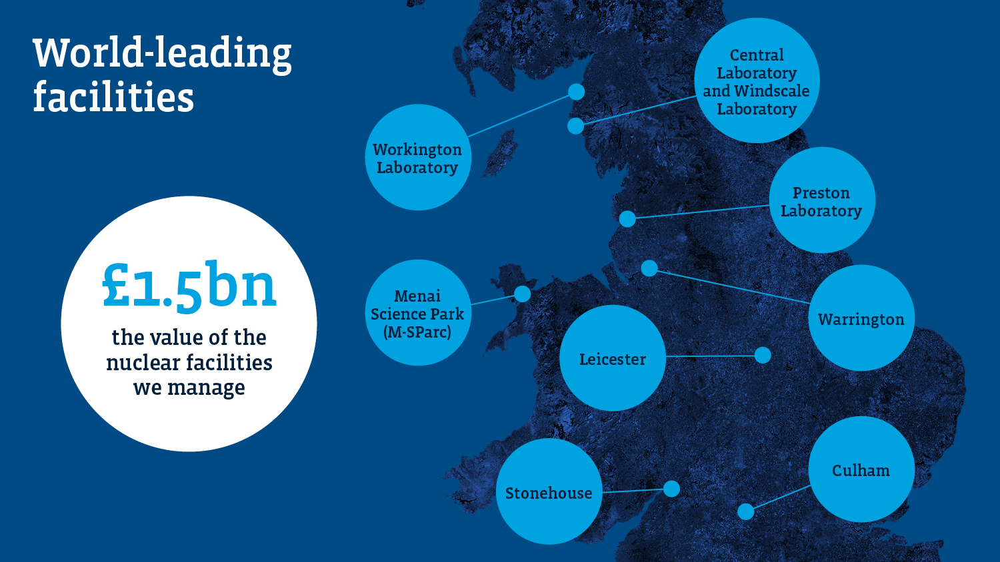 World-leading
facilities
£1.5bn
the value of the
nuclear facilities
we manage
Central
Laboratory
and Windscale
Laboratory
Workington
Laboratory
Preston
Laboratory
Menai
Science Park
(M-SParc)
Warrington
Leicester
Culham
Stonehouse